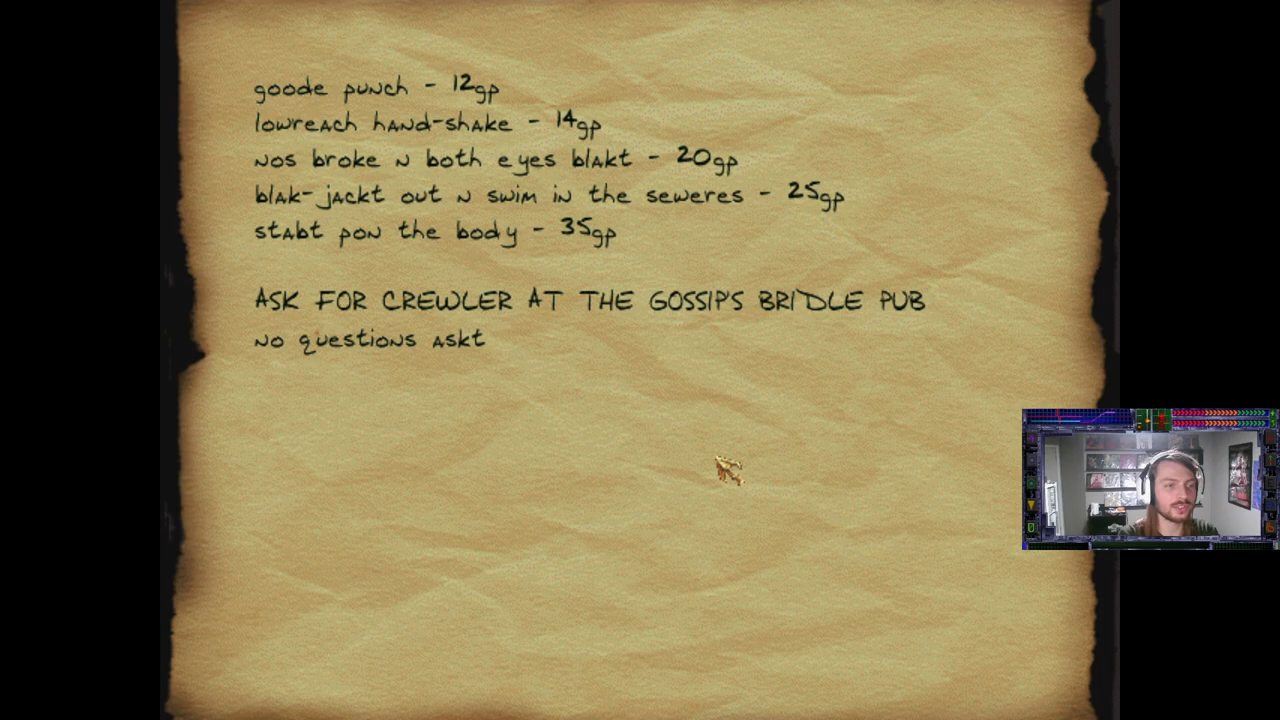 goode punch - 12gp
lowreach hand-shake - 14gp
nos broke n both eyes blakt - 20gp
blak-jackt out n swim in the seweres - 25gp
stabt pon the body - 35gp
ASK FOR CREWLER AT THE GOSSIP'S BRIDLE PUB
no questions askt